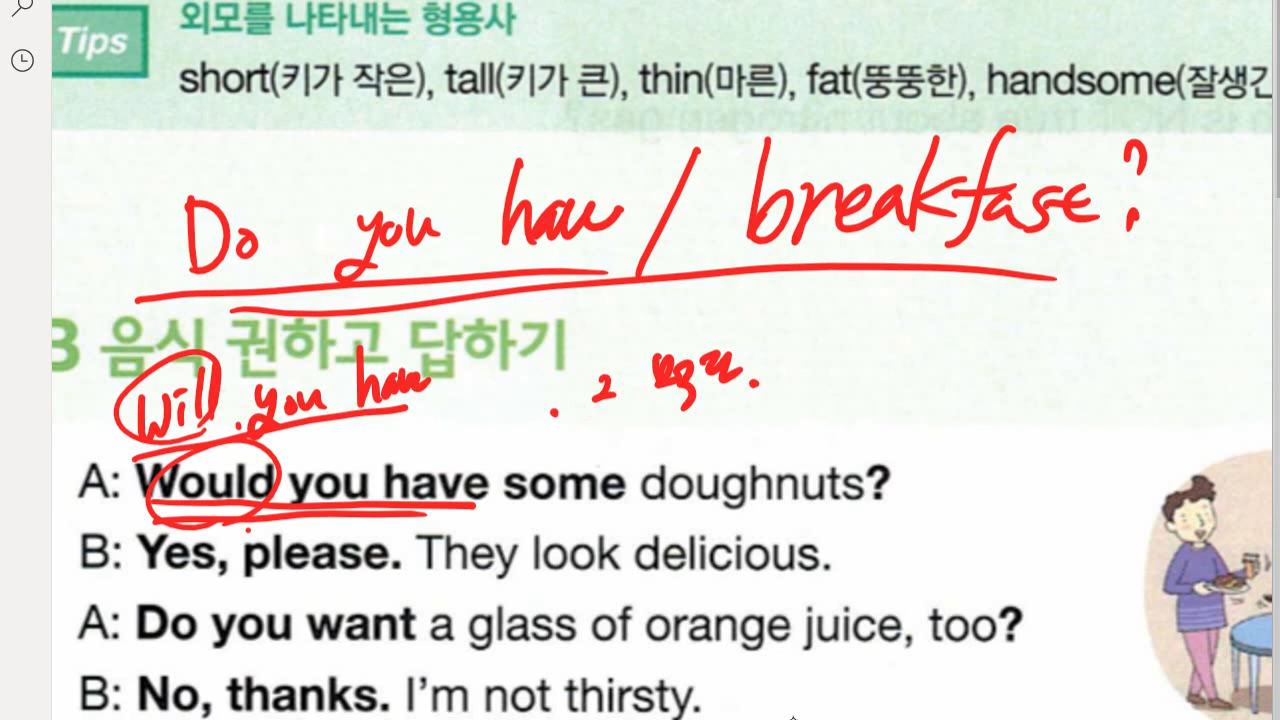 Tips
외모를 나타내는 형용사
short(키가 작은), tall(키가 큰), thin(마른), fat(뚱뚱한), handsome(잘생긴
Do you have / breakfase?
B 음식 권하고 답하기
Will you have
A: Would you have some doughnuts?
B: Yes, please. They look delicious.
A: Do you want a glass of orange juice, too?
B: No, thanks. I'm not thirsty.